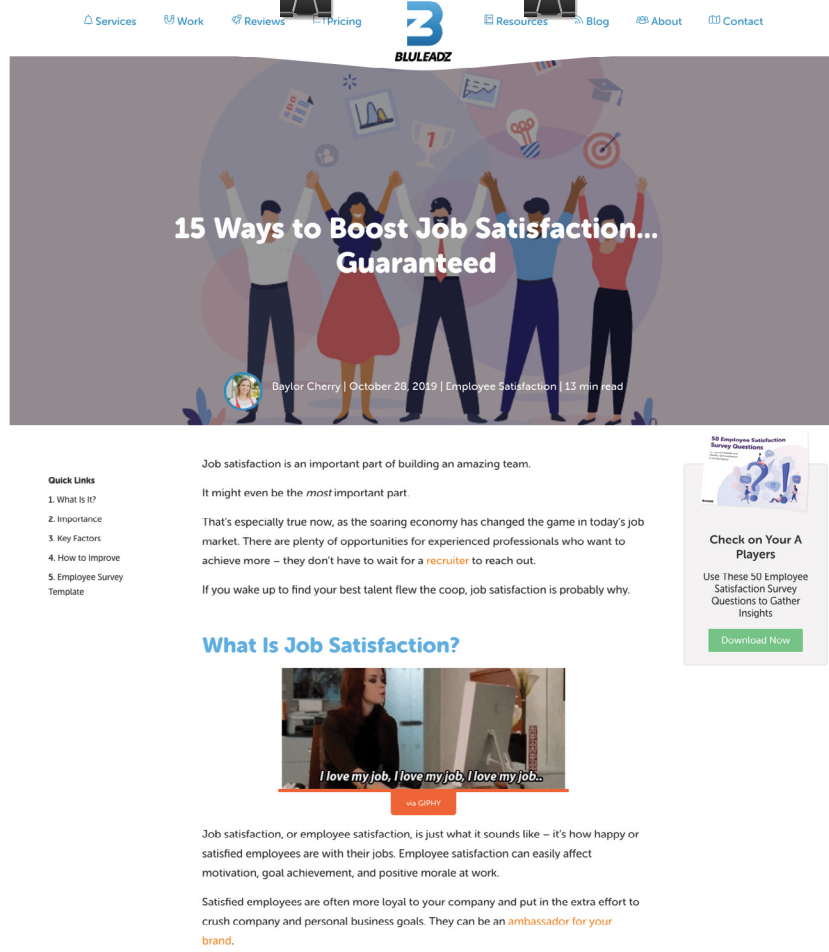 Services
Work
Reviews
Pricing
BLULEADZ
Resources
Blog
About
Contact
1
15 Ways to Boost Job Satisfaction...
Guaranteed
Baylor Cherry | October 28, 2019 | Employee Satisfaction | 13 min read
Quick Links
1. What Is It?
2. Importance
3. Key Factors
4. How to Improve
5. Employee Survey
Template
Job satisfaction is an important part of building an amazing team.
It might even be the most important part.
That's especially true now, as the soaring economy has changed the game in today's job
market. There are plenty of opportunities for experienced professionals who want to
achieve more – they don't have to wait for a recruiter to reach out.
If you wake up to find your best talent flew the coop, job satisfaction is probably why.
50 Employee Satisfaction
Survey Questions
Check on Your A
Players
Use These 50 Employee
Satisfaction Survey
Questions to Gather
Insights
Download Now
What Is Job Satisfaction?
I love my job, I love my job, I love my job..
via GIPHY
Job satisfaction, or employee satisfaction, is just what it sounds like – it's how happy or
satisfied employees are with their jobs. Employee satisfaction can easily affect
motivation, goal achievement, and positive morale at work.
Satisfied employees are often more loyal to your company and put in the extra effort to
crush company and personal business goals. They can be an ambassador for your
brand.